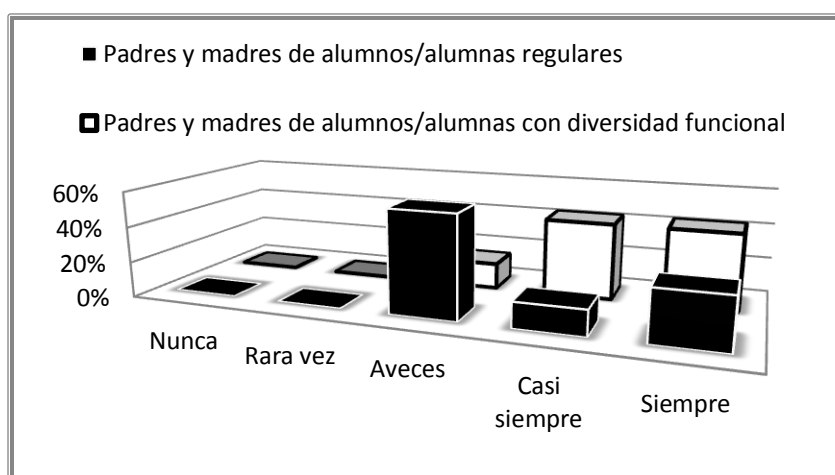 Padres y madres de alumnos/alumnas regulares
Padres y madres de alumnos/alumnas con diversidad funcional
60%
40%
20%
0%
Nunca
Rara vez
Aveces
Casi
siempre
Siempre